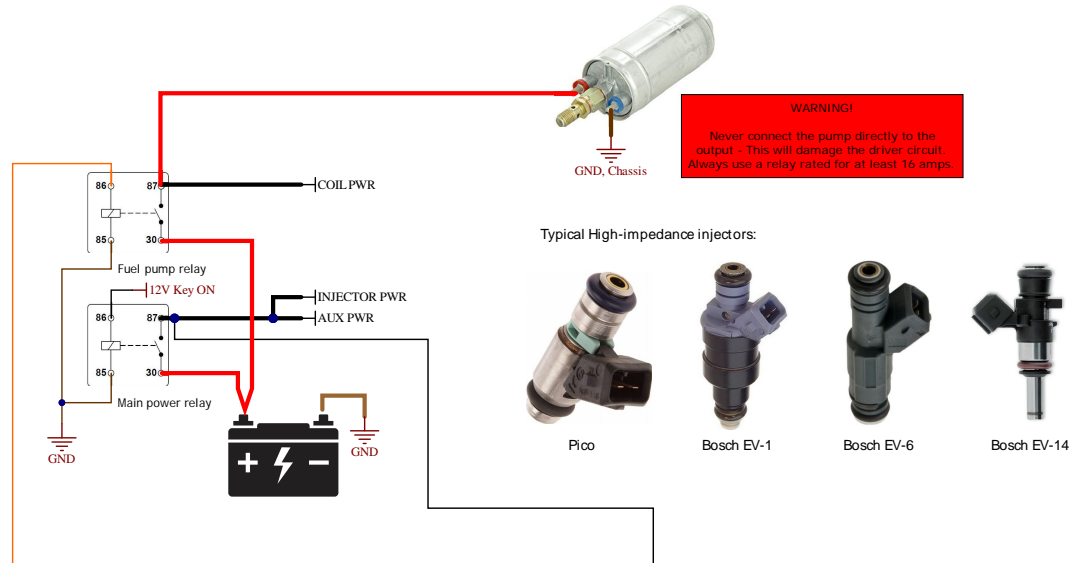 WARNING!
Never connect the pump directly to the
output - This will damage the driver circuit.
Always use a relay rated for at least 16 amps.
GND, Chassis
86
87
COIL PWR
85
30
Fuel pump relay
12V Key ON
INJECTOR PWR
86
87
AUX PWR
85
30
Main power relay
GND
GND
+ −
Typical High-impedance injectors:
Pico
Bosch EV-1
Bosch EV-6
Bosch EV-14